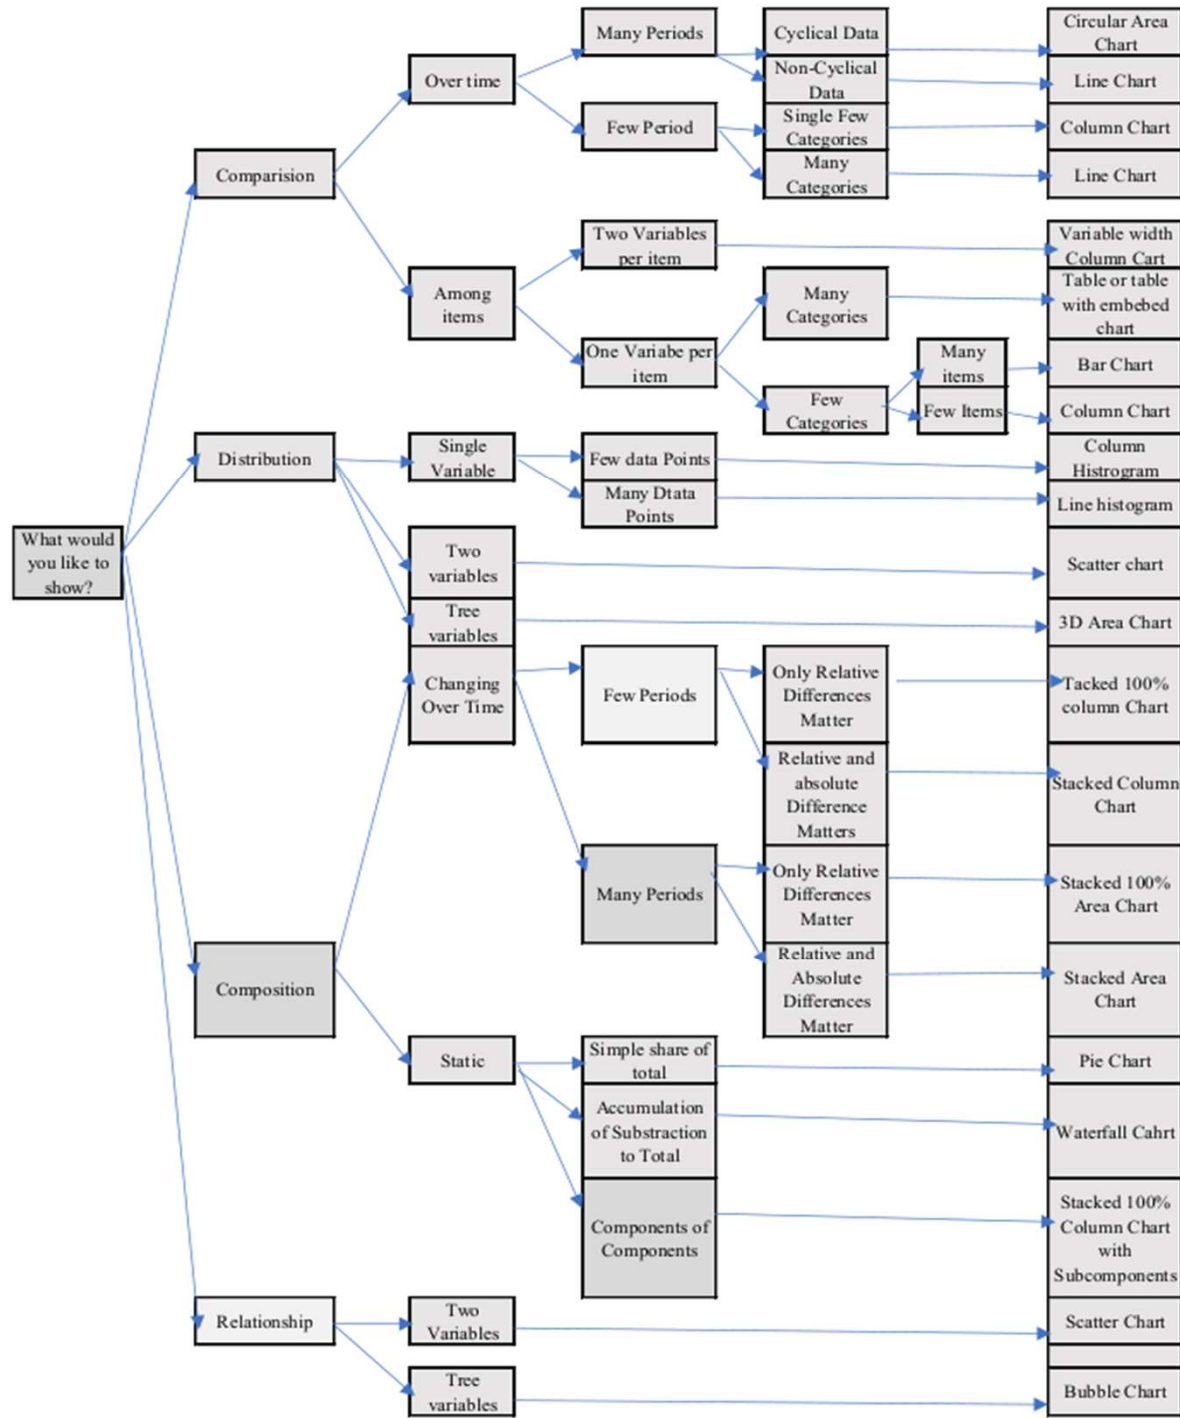 Many Periods
Cyclical Data
Circular Area
Chart
Over time
Non-Cyclical
Data
Line Chart
Few Period
Single Few
Categories
Column Chart
Comparision
Many
Categories
Line Chart
Two Variables
per item
Variable width
Column Cart
Among
items
Many
Categories
Table or table
with embebed
chart
One Variabe per
item
Many
items
Bar Chart
Few
Categories
Few Items
Column Chart
Distribution
Single
Variable
Few data Points
Column
Histrogram
Many Dtata
Points
Line histogram
What would
you like to
show?
Two
variables
Scatter chart
Tree
variables
3D Area Chart
Changing
Over Time
Few Periods
Only Relative
Differences
Matter
Tacked 100%
column Chart
Relative and
absolute
Difference
Matters
Stacked Column
Chart
Many Periods
Only Relative
Differences
Matter
Stacked 100%
Area Chart
Composition
Relative and
Absolute
Differences
Matter
Stacked Area
Chart
Static
Simple share of
total
Pie Chart
Accumulation
of Substraction
to Total
Waterfall Cahrt
Components of
Components
Stacked 100%
Column Chart
with
Subcomponents
Relationship
Two
Variables
Scatter Chart
Tree
variables
Bubble Chart